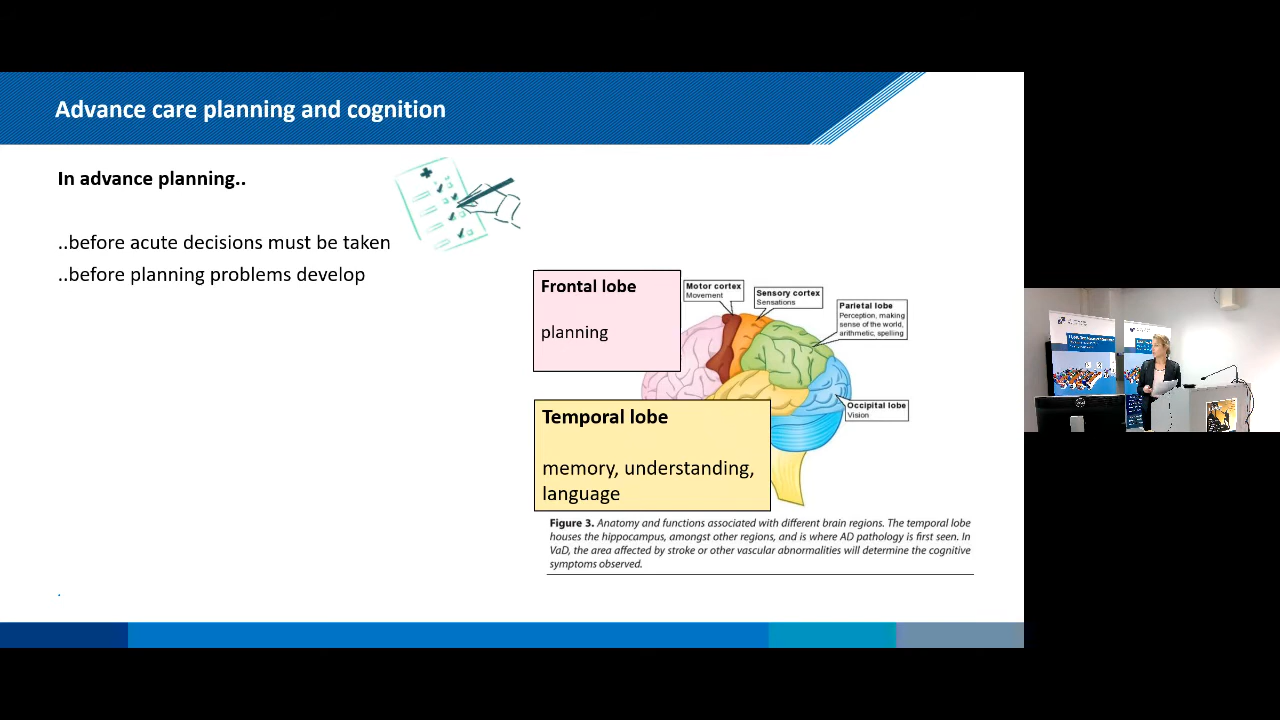 Advance care planning and cognition
In advance planning..
..before acute decisions must be taken
..before planning problems develop
Frontal lobe
planning
Motor cortex
Movement
Sensory cortex
Sensations
Parietal lobe
Perception, making
sense of the world,
arithmetic, spelling
Occipital lobe
Vision
Temporal lobe
memory, understanding,
language
Figure 3. Anatomy and functions associated with different brain regions. The temporal lobe
houses the hippocampus, amongst other regions, and is where AD pathology is first seen. In
VaD, the area affected by stroke or other vascular abnormalities will determine the cognitive
symptoms observed.